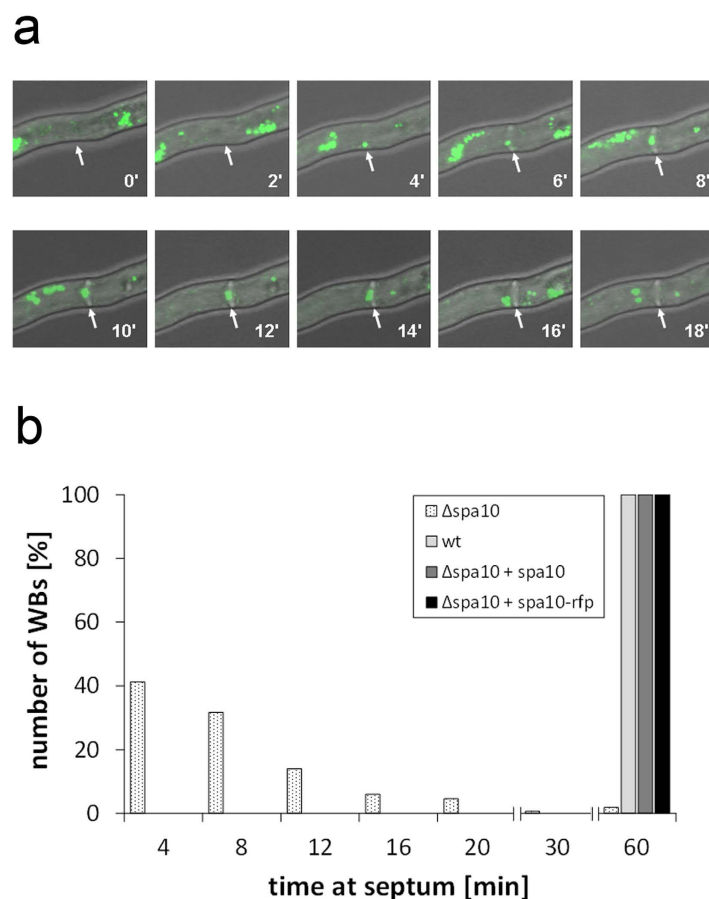 a
0' 2' 4' 6' 8'
10' 12' 14' 16' 18'
b
number of WBs [%]
100
80
60
40
20
0
Δspa10
wt
Δspa10 + spa10
Δspa10 + spa10-rfp
4 8 12 16 20 30 60
time at septum [min]